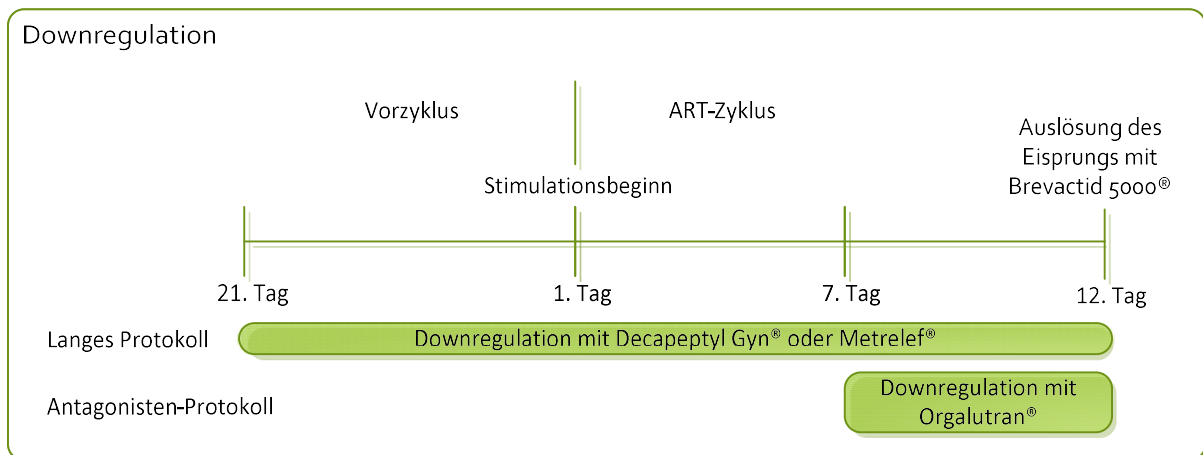 Downregulation
Vorzyklus
ART-Zyklus
Auslösung des
Eisprungs mit
Brevactid 5000®
Stimulationsbeginn
21. Tag
1. Tag
7. Tag
12. Tag
Langes Protokoll
Downregulation mit Decapeptyl Gyn® oder Metrelef®
Antagonisten-Protokoll
Downregulation mit
Orgalutran®